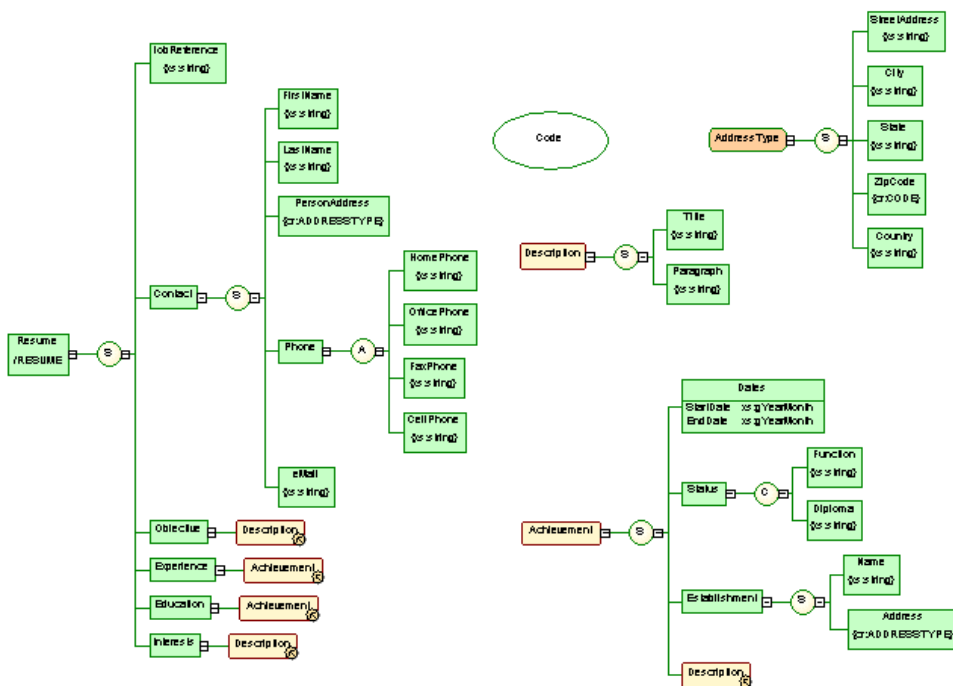 JobReference
{xs:string}
FirstName
{xs:string}
LastName
{xs:string}
PersonAddress
{cr:ADDRESSTYPE}
HomePhone
{xs:string}
OfficePhone
{xs:string}
Contact
S
Resume
/RESUME
S
Phone
A
FaxPhone
{xs:string}
CellPhone
{xs:string}
eMail
{xs:string}
Objective
Description
Experience
Achievement
Education
Achievement
Interests
Description
Code
AddressType
S
StreetAddress
{xs:string}
City
{xs:string}
State
{xs:string}
ZipCode
{cr:CODE}
Country
{xs:string}
Description
S
Title
{xs:string}
Paragraph
{xs:string}
Achievement
S
Dates
StartDate xs:gYearMonth
EndDate xs:gYearMonth
Status
C
Function
{xs:string}
Diploma
{xs:string}
Establishment
S
Name
{xs:string}
Address
{cr:ADDRESSTYPE}
Description